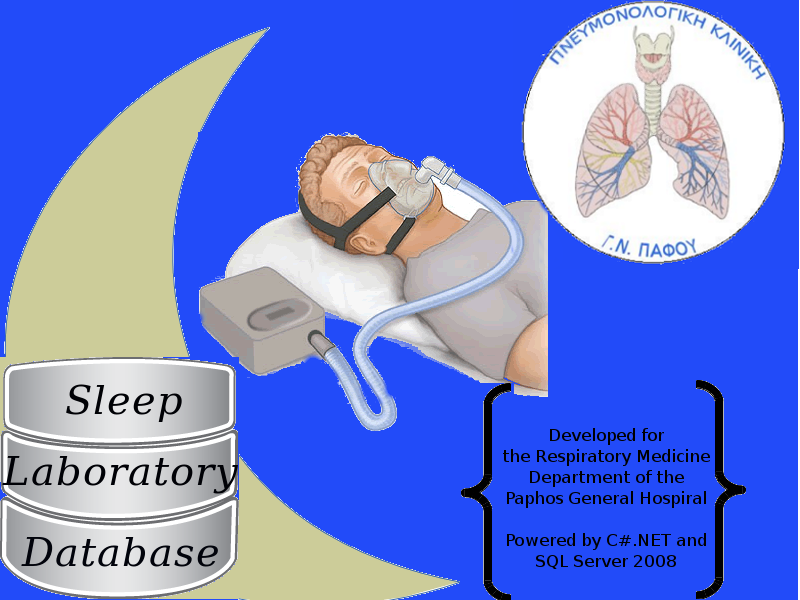 ΠΝΕΥΜΟΝΟΛΟΓΙΚΗ ΚΛΙΝΙΚΗ
Γ.Ν. ΠΑΦΟΥ
Sleep
Laboratory
Database
Developed for
the Respiratory Medicine
Department of the
Paphos General Hospiral
Powered by C#.NET and
SQL Server 2008